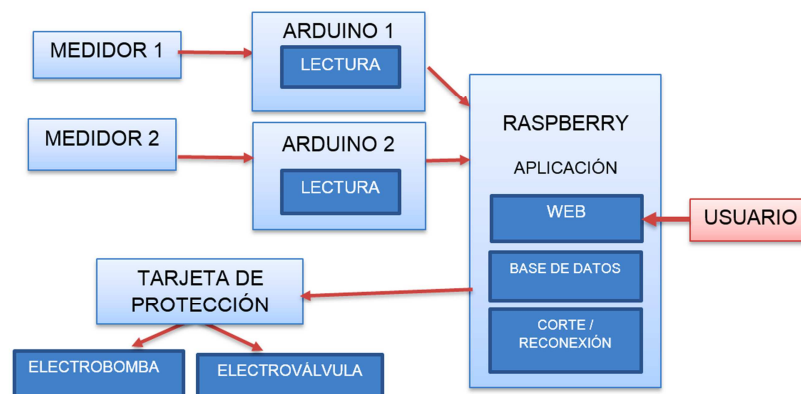 MEDIDOR 1
ARDUINO 1
LECTURA
MEDIDOR 2
ARDUINO 2
LECTURA
RASPBERRY
APLICACIÓN
WEB
BASE DE DATOS
CORTE /
RECONEXIÓN
USUARIO
TARJETA DE
PROTECCIÓN
ELECTROBOMBA
ELECTROVÁLVULA